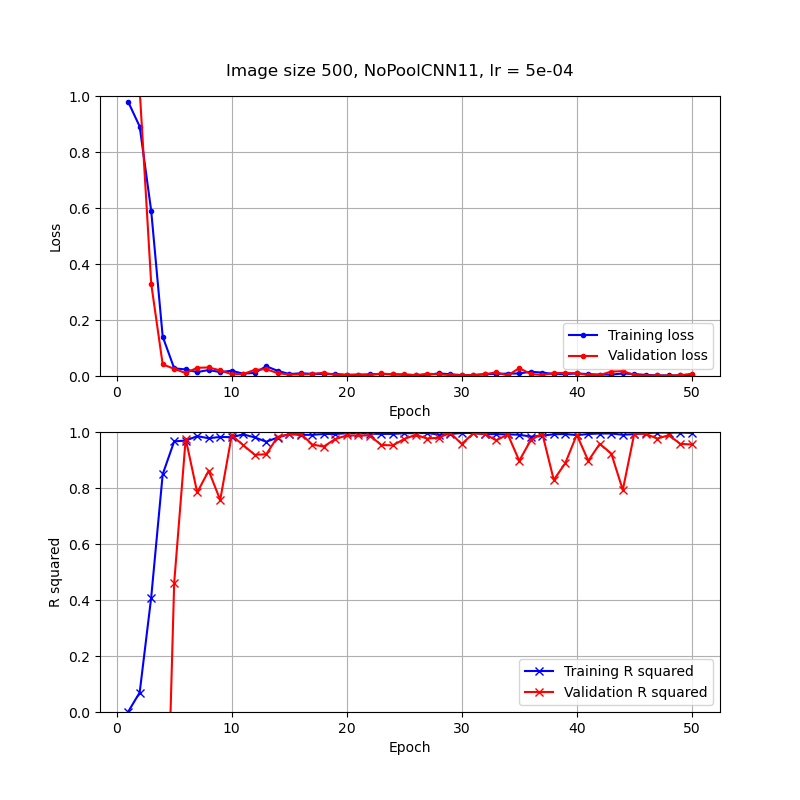 Image size 500, NoPoolCNN11, lr = 5e-04
1.0
0.8
0.6
0.4
0.2
0.0
Loss
0 10 20 30 40 50
Epoch
Training loss
Validation loss
1.0
0.8
0.6
0.4
0.2
0.0
R squared
0 10 20 30 40 50
Epoch
Training R squared
Validation R squared